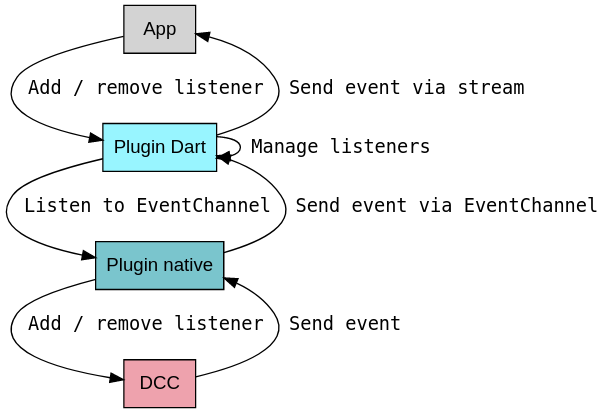 App
Add / remove listener
Send event via stream
Plugin Dart
Manage listeners
Listen to EventChannel
Send event via EventChannel
Plugin native
Add / remove listener
Send event
DCC